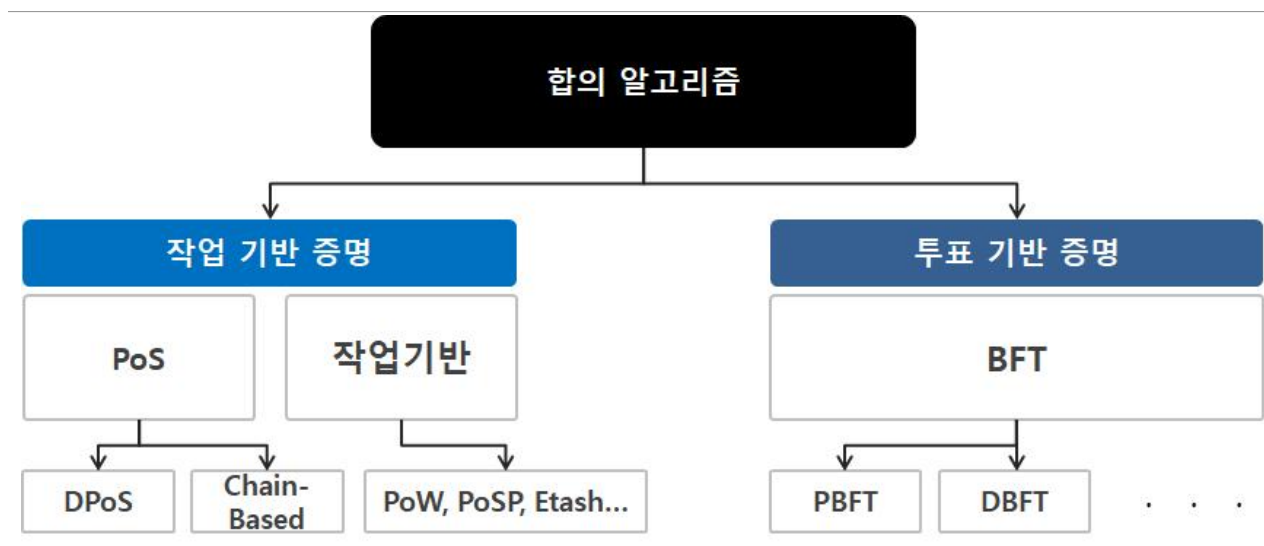 합의 알고리즘
작업 기반 증명
투표 기반 증명
PoS
작업기반
BFT
DPoS
Chain-
Based
PoW, PoSP, Etash...
PBFT
DBFT
. . .